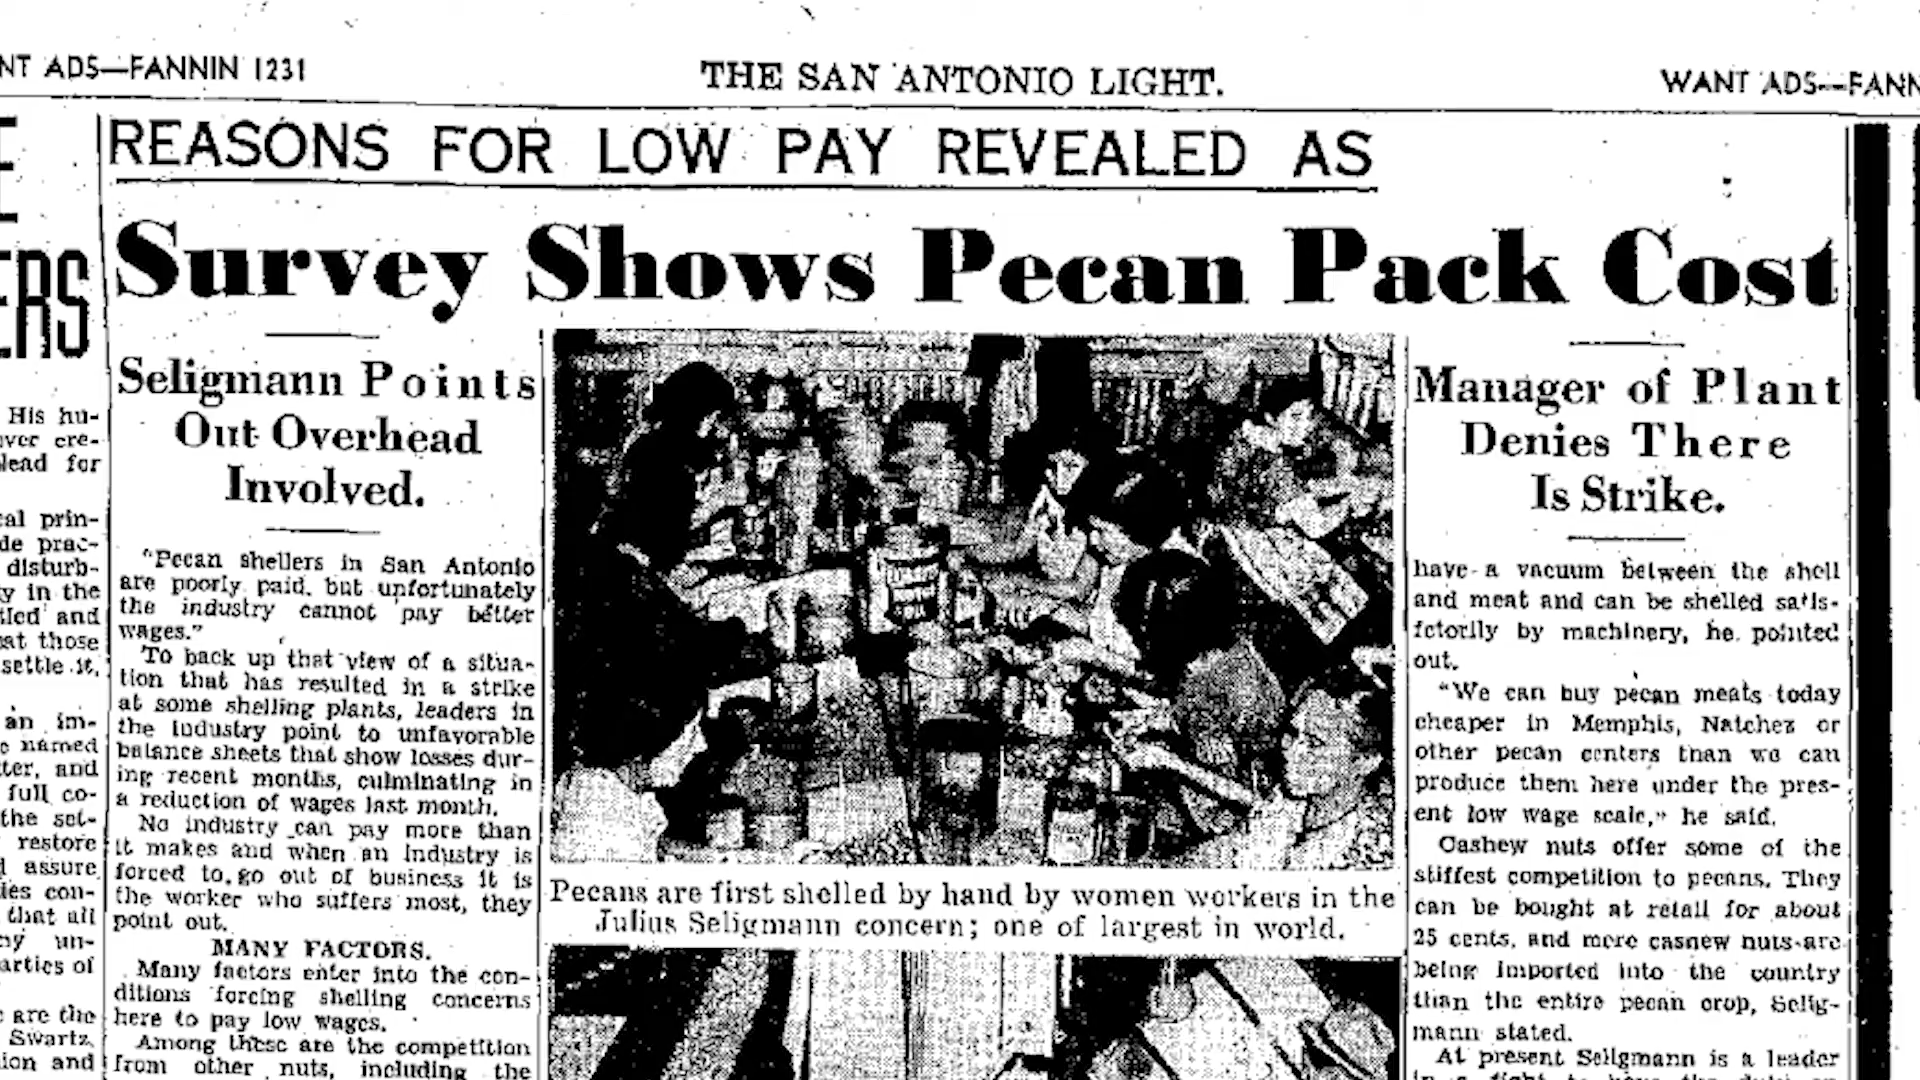 NT ADS—FANNIN 1231
THE SAN ANTONIO LIGHT.
WANT ADS—FANN
REASONS FOR LOW PAY REVEALED AS
Survey Shows Pecan Pack Cost
ERS
His hu-
ver cre-
lead for
cal prin-
de prac-
disturb-
y in the
tled and
at those
settle it,
an im-
named
ter, and
full co-
the set-
restore
assure
ies con-
that all
ny un-
arties of
are the
Swartz
ion and
Seligmann Points
Out Overhead
Involved.
"Pecan shellers in San Antonio
are poorly paid, but unfortunately
the industry cannot pay better
wages."
To back up that view of a situa-
tion that has resulted in a strike
at some shelling plants, leaders in
the industry point to unfavorable
balance sheets that show losses dur-
ing recent months, culminating in
a reduction of wages last month.
No industry can pay more than
it makes and when an industry is
forced to go out of business it is
the worker who suffers most, they
point out.
MANY FACTORS.
Many factors enter into the con-
ditions forcing shelling concerns
here to pay low wages.
Among these are the competition
from other nuts, including the
Pecans are first shelled by hand by women workers in the
Julius Seligmann concern; one of largest in world.
Manager of Plant
Denies There
Is Strike.
have a vacuum between the shell
and meat and can be shelled satis-
fctorily by machinery, he pointed
out.
"We can buy pecan meats today
cheaper in Memphis, Natchez or
other pecan centers than we can
produce them here under the pres-
ent low wage scale," he said.
Cashew nuts offer some of the
stiffest competition to pecans. They
can be bought at retail for about
25 cents, and more cashew nuts are
being imported into the country
than the entire pecan crop, Selig-
mann stated.
At present Seligmann is a leader